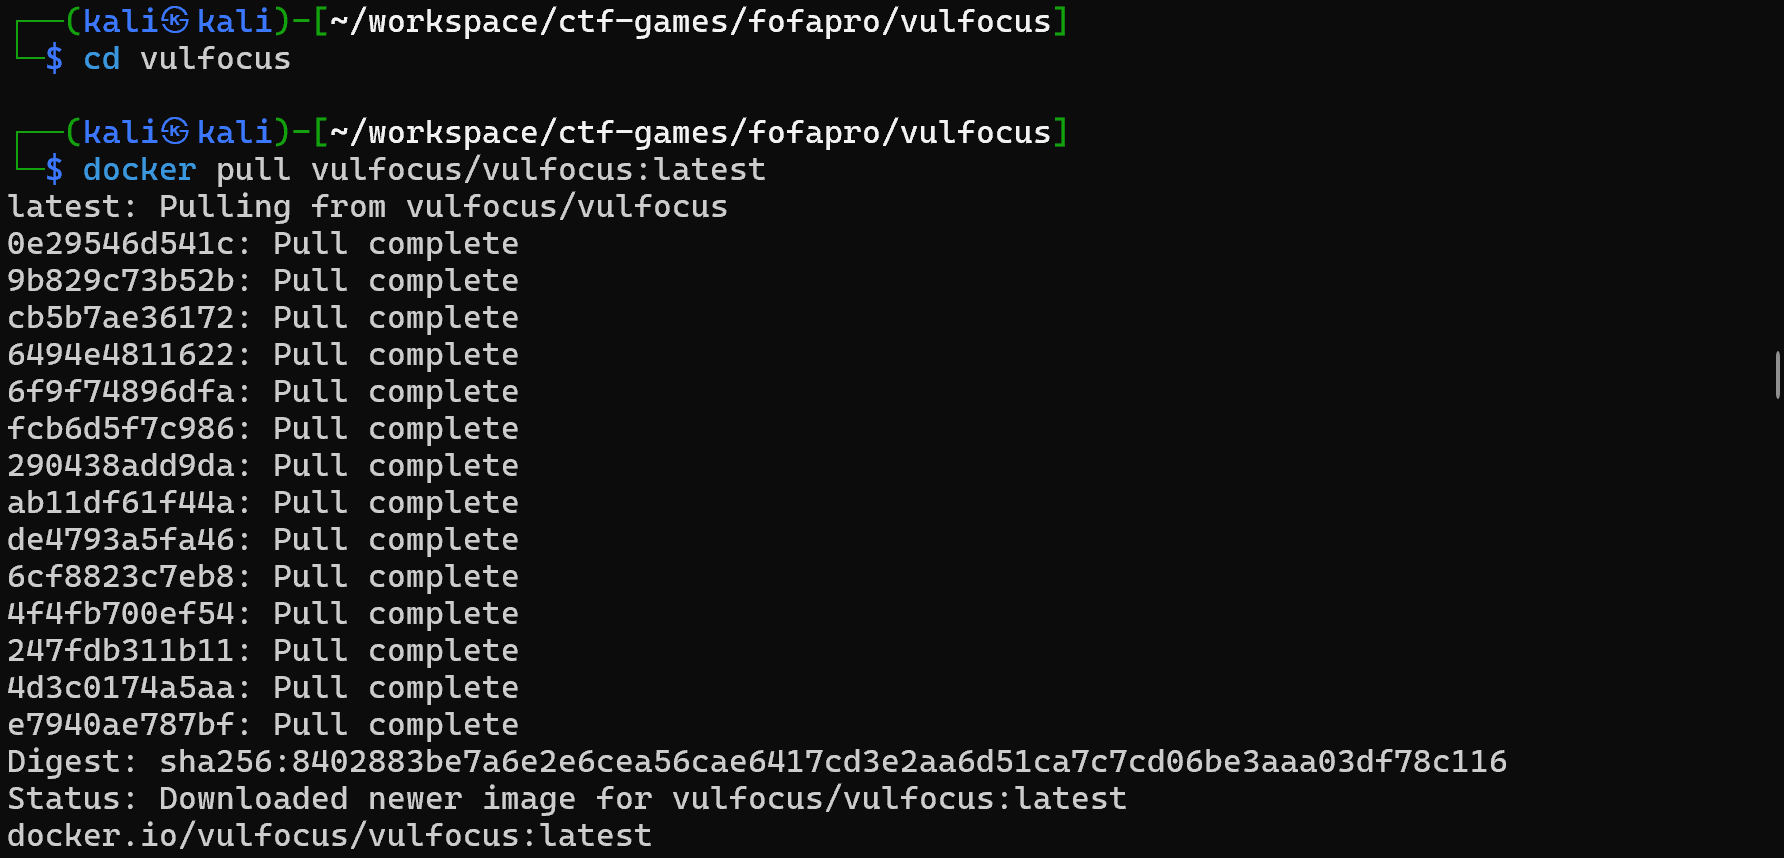 ┌──(kali㉿kali)-[~/workspace/ctf-games/fofapro/vulfocus]
└─$ cd vulfocus
┌──(kali㉿kali)-[~/workspace/ctf-games/fofapro/vulfocus]
└─$ docker pull vulfocus/vulfocus:latest
latest: Pulling from vulfocus/vulfocus
0e29546d541c: Pull complete
9b829c73b52b: Pull complete
cb5b7ae36172: Pull complete
6494e4811622: Pull complete
6f9f74896dfa: Pull complete
fcb6d5f7c986: Pull complete
290438add9da: Pull complete
ab11df61f44a: Pull complete
de4793a5fa46: Pull complete
6cf8823c7eb8: Pull complete
4f4fb700ef54: Pull complete
247fdb311b11: Pull complete
4d3c0174a5aa: Pull complete
e7940ae787bf: Pull complete
Digest: sha256:8402883be7a6e2e6cea56cae6417cd3e2aa6d51ca7c7cd06be3aaa03df78c116
Status: Downloaded newer image for vulfocus/vulfocus:latest
docker.io/vulfocus/vulfocus:latest